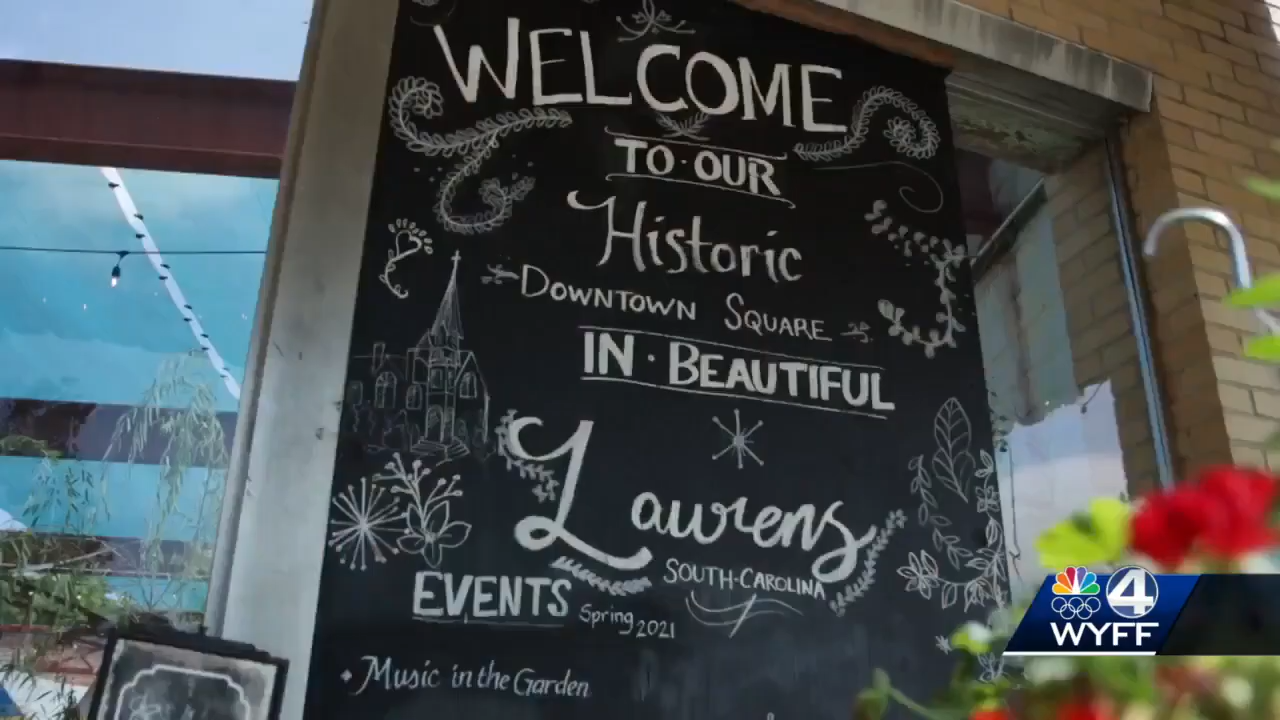 WELCOME
TO·OUR
Historic
DOWNTOWN SQUARE
IN·BEAUTIFUL
Laurens
SOUTH-CAROLINA
EVENTS Spring 2021
• Music in the Garden
4
WYFF